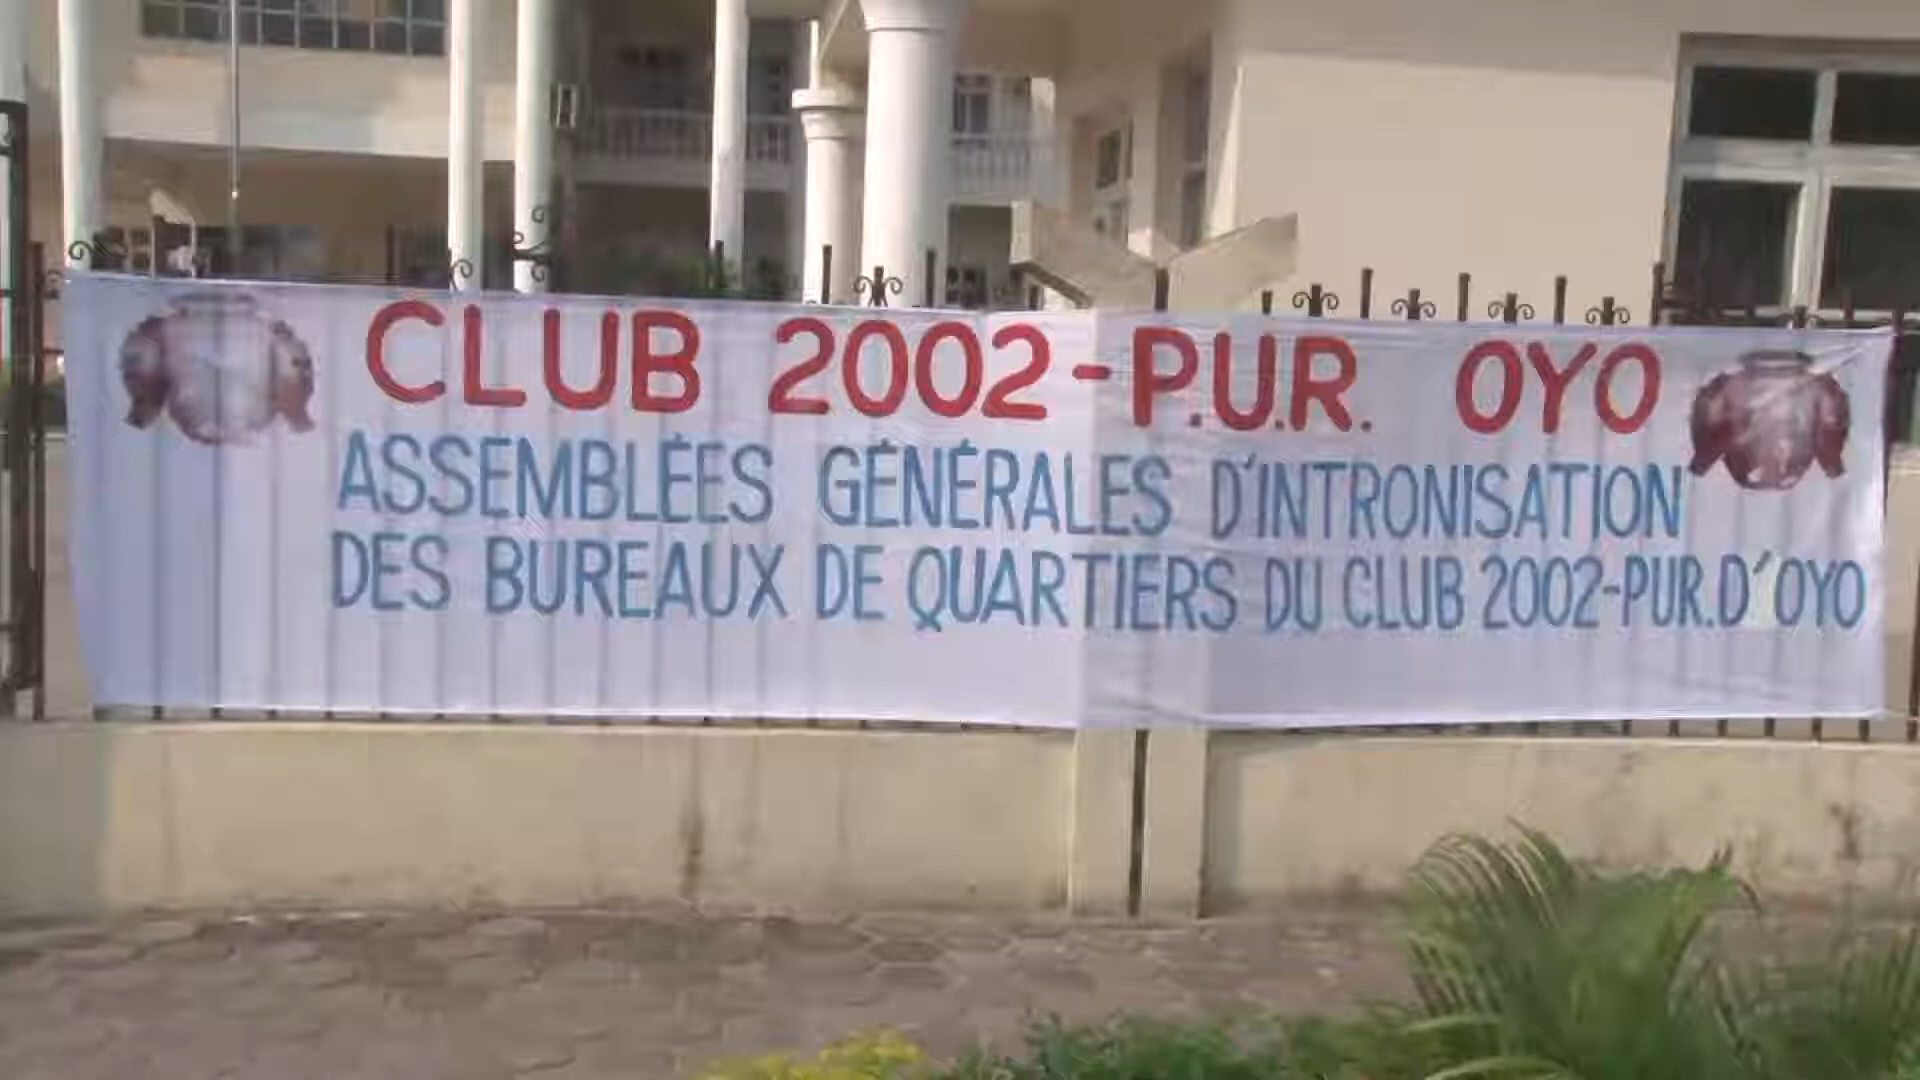 CLUB 2002-P.U.R. OYO
ASSEMBLÉES GÉNÉRALES D'INTRONISATION
DES BUREAUX DE QUARTIERS DU CLUB 2002-PUR.D'OYO